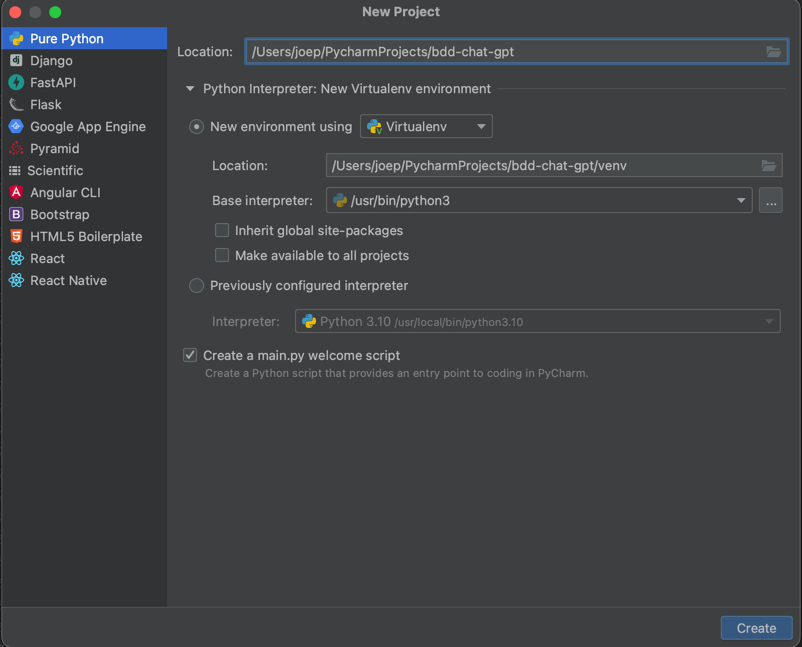 New Project
Pure Python
dj Django
FastAPI
Flask
Google App Engine
Pyramid
Scientific
A Angular CLI
B Bootstrap
5 HTML5 Boilerplate
React
React Native
Location: /Users/joep/PycharmProjects/bdd-chat-gpt
Python Interpreter: New Virtualenv environment
New environment using V Virtualenv
Location: /Users/joep/PycharmProjects/bdd-chat-gpt/venv
Base interpreter: /usr/bin/python3 ...
Inherit global site-packages
Make available to all projects
Previously configured interpreter
Interpreter: Python 3.10 /usr/local/bin/python3.10
Create a main.py welcome script
Create a Python script that provides an entry point to coding in PyCharm.
Create